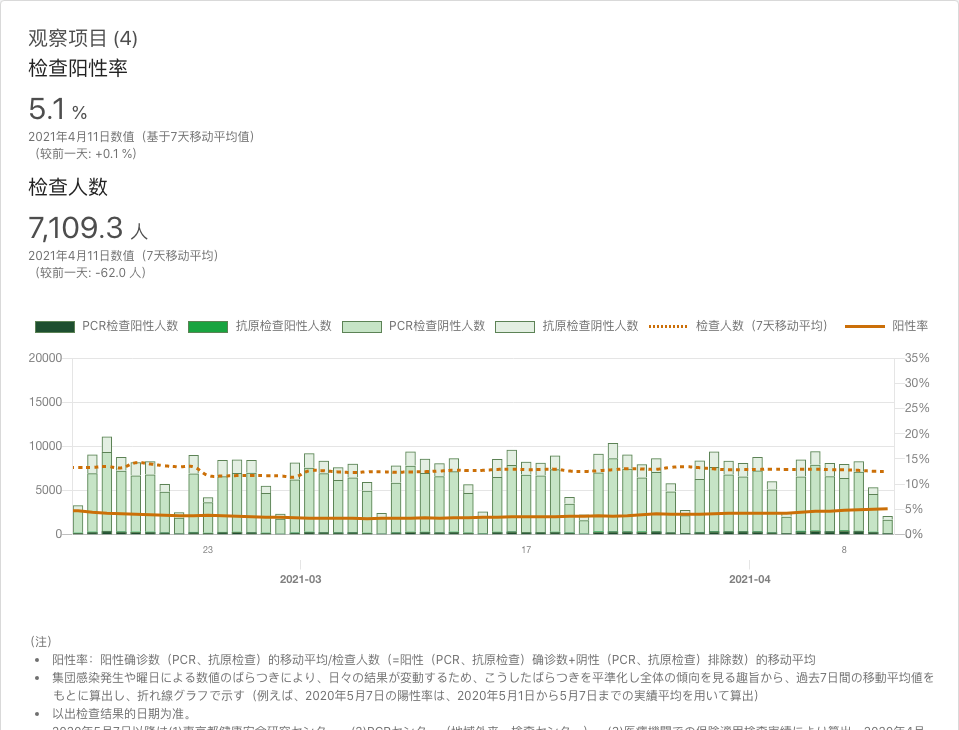 观察项目 (4)
检查阳性率
5.1 %
2021年4月11日数值（基于7天移动平均值）
（较前一天: +0.1 %）
检查人数
7,109.3 人
2021年4月11日数值（7天移动平均）
（较前一天: -62.0 人）
PCR检查阳性人数 抗原检查阳性人数 PCR检查阴性人数 抗原检查阴性人数 检查人数（7天移动平均） 阳性率
20000 35%
30%
15000 25%
20%
10000 15%
5000 10%
5%
0 0%
23 17 8
2021-03 2021-04
（注）
• 阳性率：阳性确诊数（PCR、抗原检查）的移动平均/检查人数（=阳性（PCR、抗原检查）确诊数+阴性（PCR、抗原检查）排除数）的移动平均
• 集団感染発生や曜日による数値のばらつきにより、日々の結果が変動するため、こうしたばらつきを平準化し全体の傾向を見る趣旨から、過去7日間の移動平均値を
もとに算出し、折れ線グラフで示す（例えば、2020年5月7日の陽性率は、2020年5月1日から5月7日までの実績平均を用いて算出）
• 以出检查结果的日期为准。